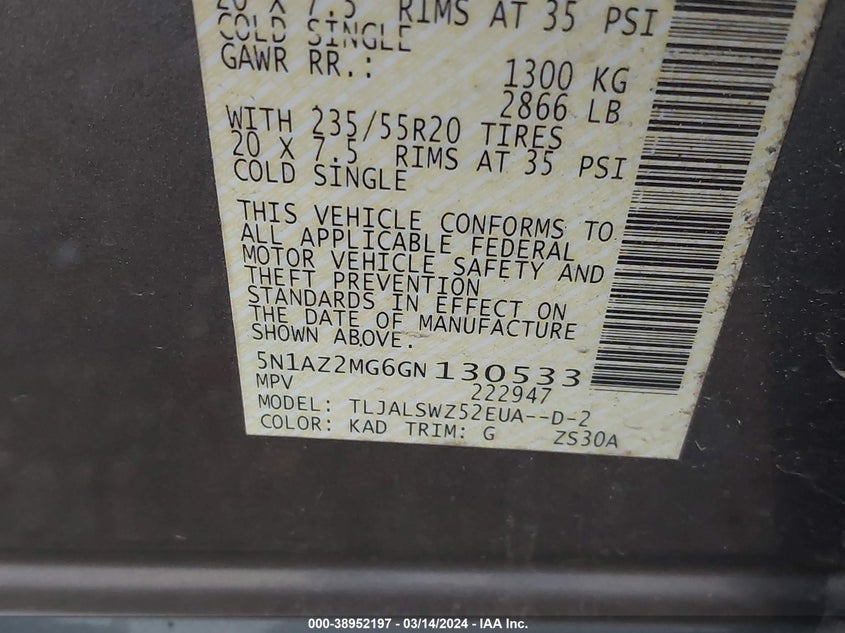 20 X 7.5 RIMS AT 35 PSI
COLD SINGLE
GAWR RR.: 1300 KG
2866 LB
WITH 235/55R20 TIRES
20 X 7.5 RIMS AT 35 PSI
COLD SINGLE
THIS VEHICLE CONFORMS TO
ALL APPLICABLE FEDERAL
MOTOR VEHICLE SAFETY AND
THEFT PREVENTION
STANDARDS IN EFFECT ON
THE DATE OF MANUFACTURE
SHOWN ABOVE.
5N1AZ2MG6GN130533
MPV 222947
MODEL: TLJALSWZ52EUA--D-2
COLOR: KAD TRIM: G ZS30A
000-38952197 - 03/14/2024 - IAA Inc.